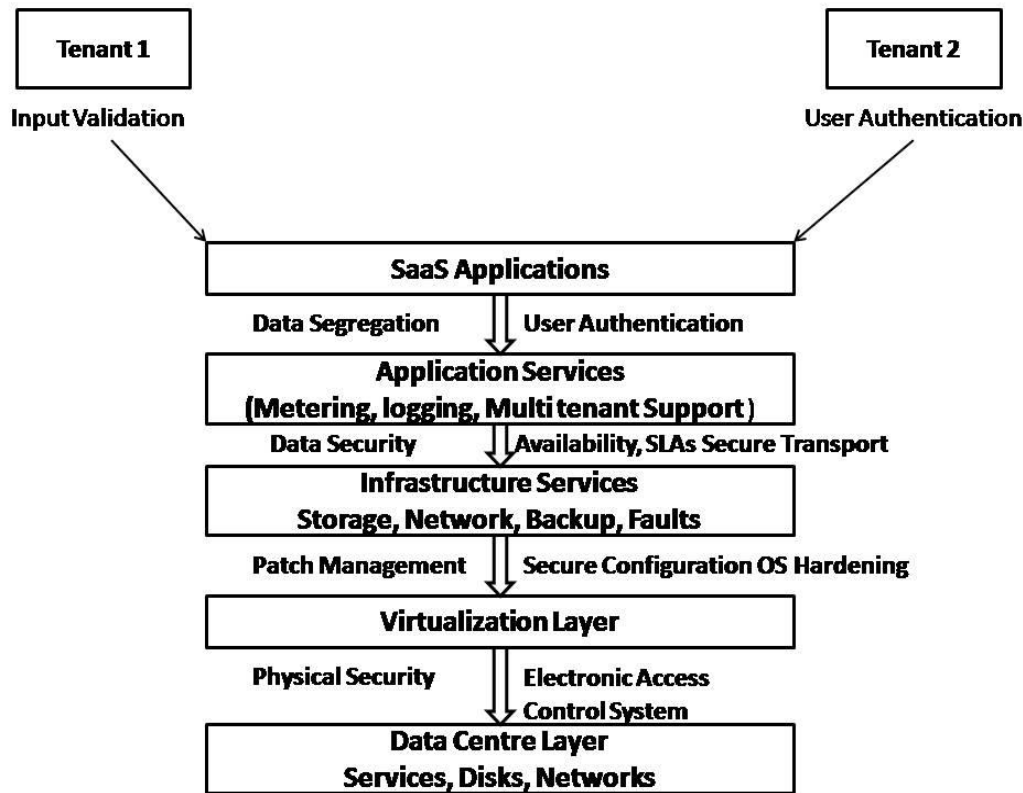 Tenant 1
Tenant 2
Input Validation
User Authentication
SaaS Applications
Data Segregation
User Authentication
Application Services
(Metering, logging, Multi tenant Support)
Data Security
Availability, SLAs Secure Transport
Infrastructure Services
Storage, Network, Backup, Faults
Patch Management
Secure Configuration OS Hardening
Virtualization Layer
Physical Security
Electronic Access
Control System
Data Centre Layer
Services, Disks, Networks